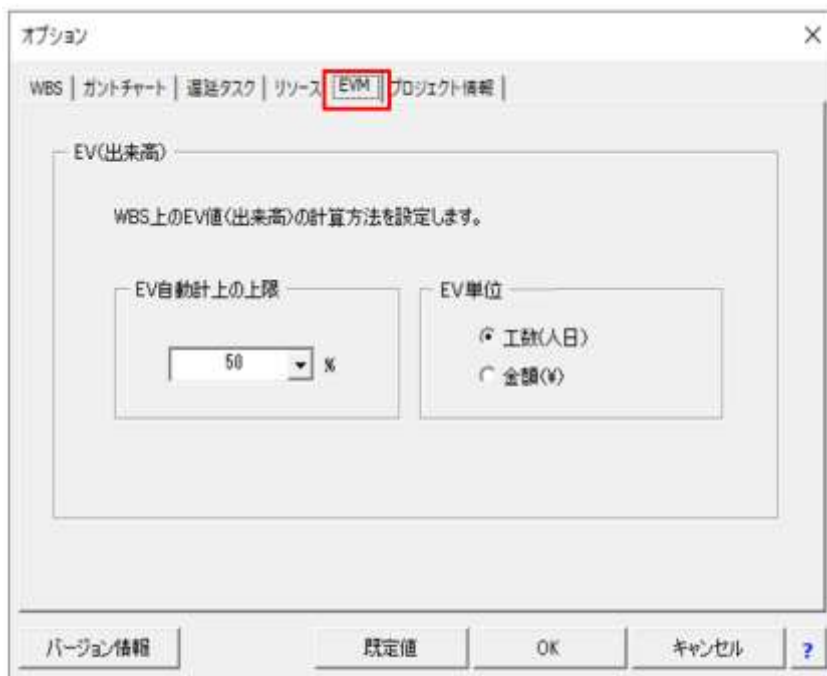 オプション
WBS | ガントチャート | 遅延タスク | リソース | EVM | プロジェクト情報 |
EV(出来高)
WBS上のEV値(出来高)の計算方法を設定します。
EV自動計上の上限
EV単位
50 %
工数(人日)
金額(¥)
バージョン情報
既定値
OK
キャンセル
?